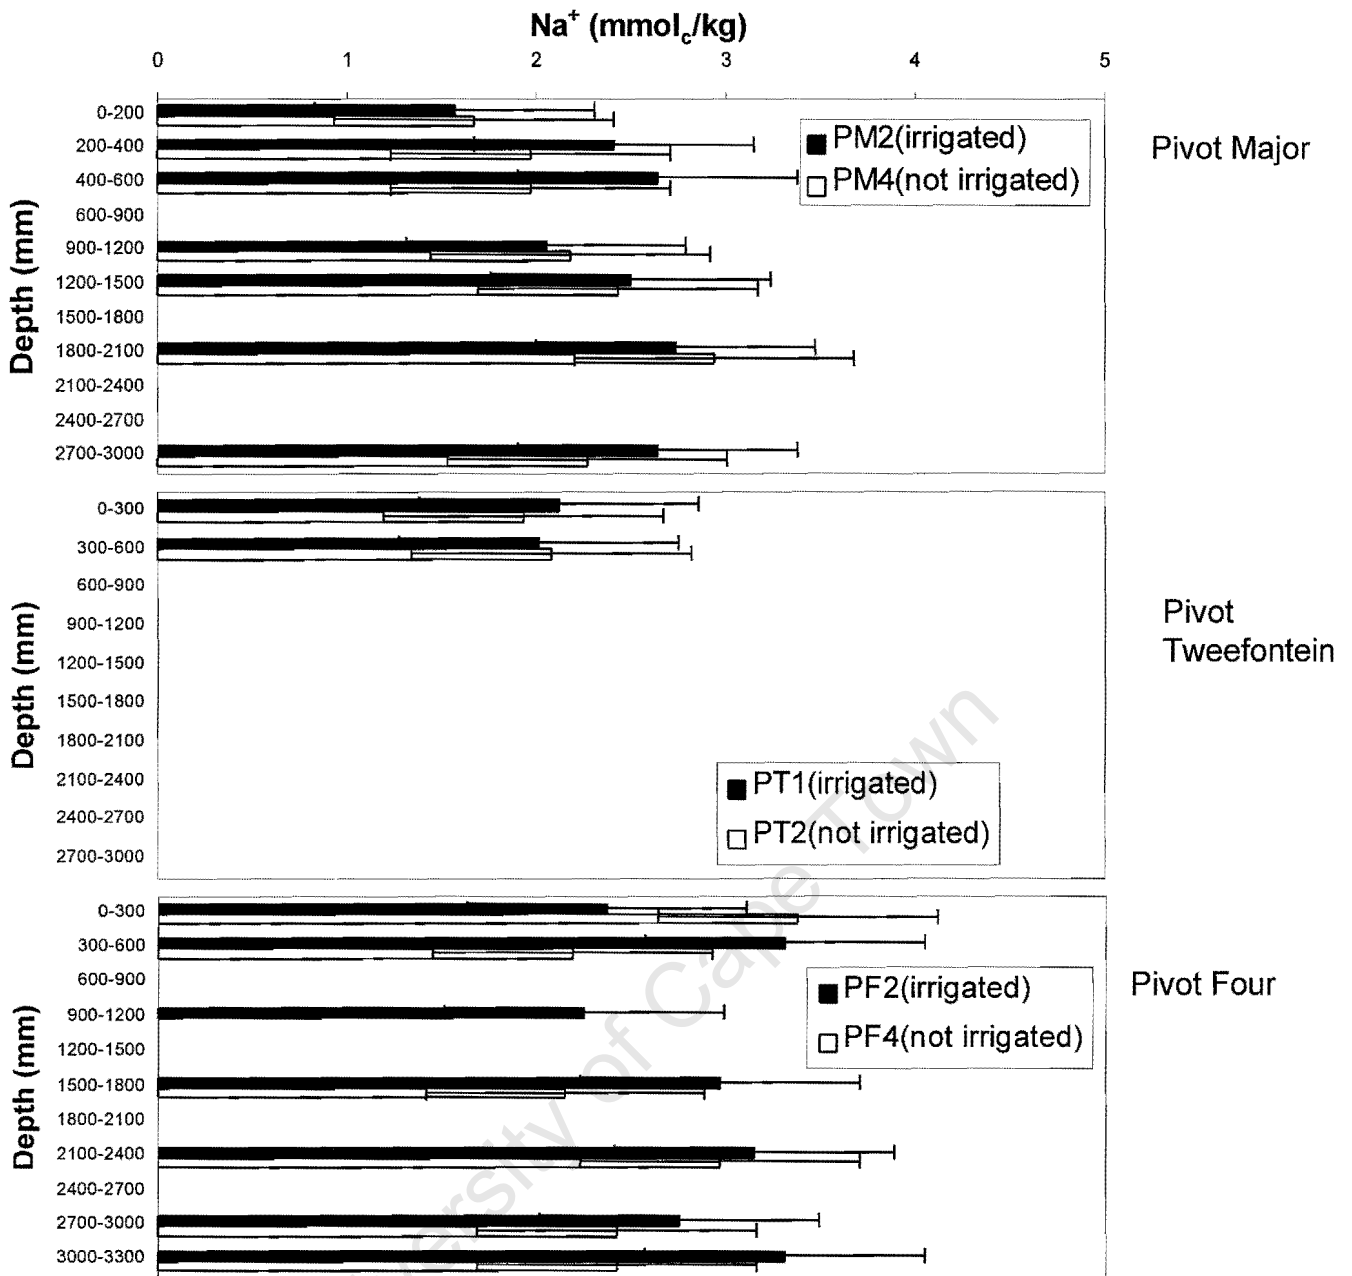 Na⁺ (mmol_c/kg)
0 1 2 3 4 5
Depth (mm)
0-200
200-400
400-600
600-900
900-1200
1200-1500
1500-1800
1800-2100
2100-2400
2400-2700
2700-3000
PM2(irrigated)
PM4(not irrigated)
Pivot Major
Depth (mm)
0-300
300-600
600-900
900-1200
1200-1500
1500-1800
1800-2100
2100-2400
2400-2700
2700-3000
PT1(irrigated)
PT2(not irrigated)
Pivot
Tweefontein
Depth (mm)
0-300
300-600
600-900
900-1200
1200-1500
1500-1800
1800-2100
2100-2400
2400-2700
2700-3000
3000-3300
PF2(irrigated)
PF4(not irrigated)
Pivot Four
versity of Cape Town